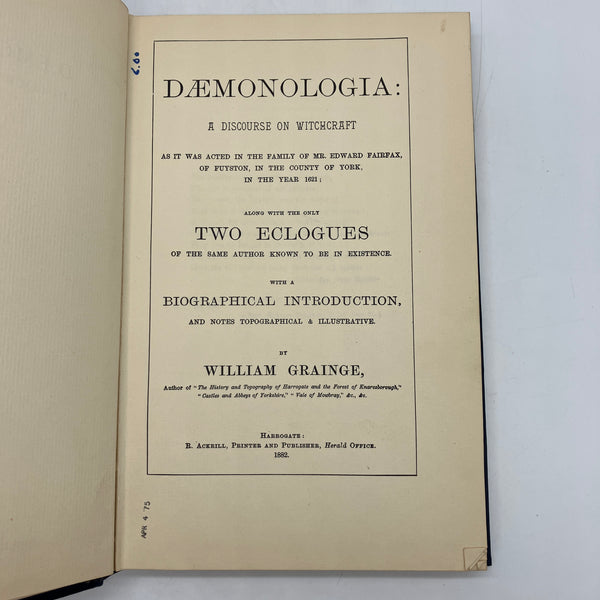 6.00
DÆMONOLOGIA:
A DISCOURSE ON WITCHCRAFT
AS IT WAS ACTED IN THE FAMILY OF MR. EDWARD FAIRFAX,
OF FUYSTON, IN THE COUNTY OF YORK,
IN THE YEAR 1621;
ALONG WITH THE ONLY
TWO ECLOGUES
OF THE SAME AUTHOR KNOWN TO BE IN EXISTENCE.
WITH A
BIOGRAPHICAL INTRODUCTION,
AND NOTES TOPOGRAPHICAL & ILLUSTRATIVE.
BY
WILLIAM GRAINGE,
Author of "The History and Topography of Harrogate and the Forest of Knaresborough,"
"Castles and Abbeys of Yorkshire," "Vale of Mowbray," &c., &c.
HARROGATE:
R. ACKRILL, PRINTER AND PUBLISHER, Herald OFFICE.
1882.
APR 4 75